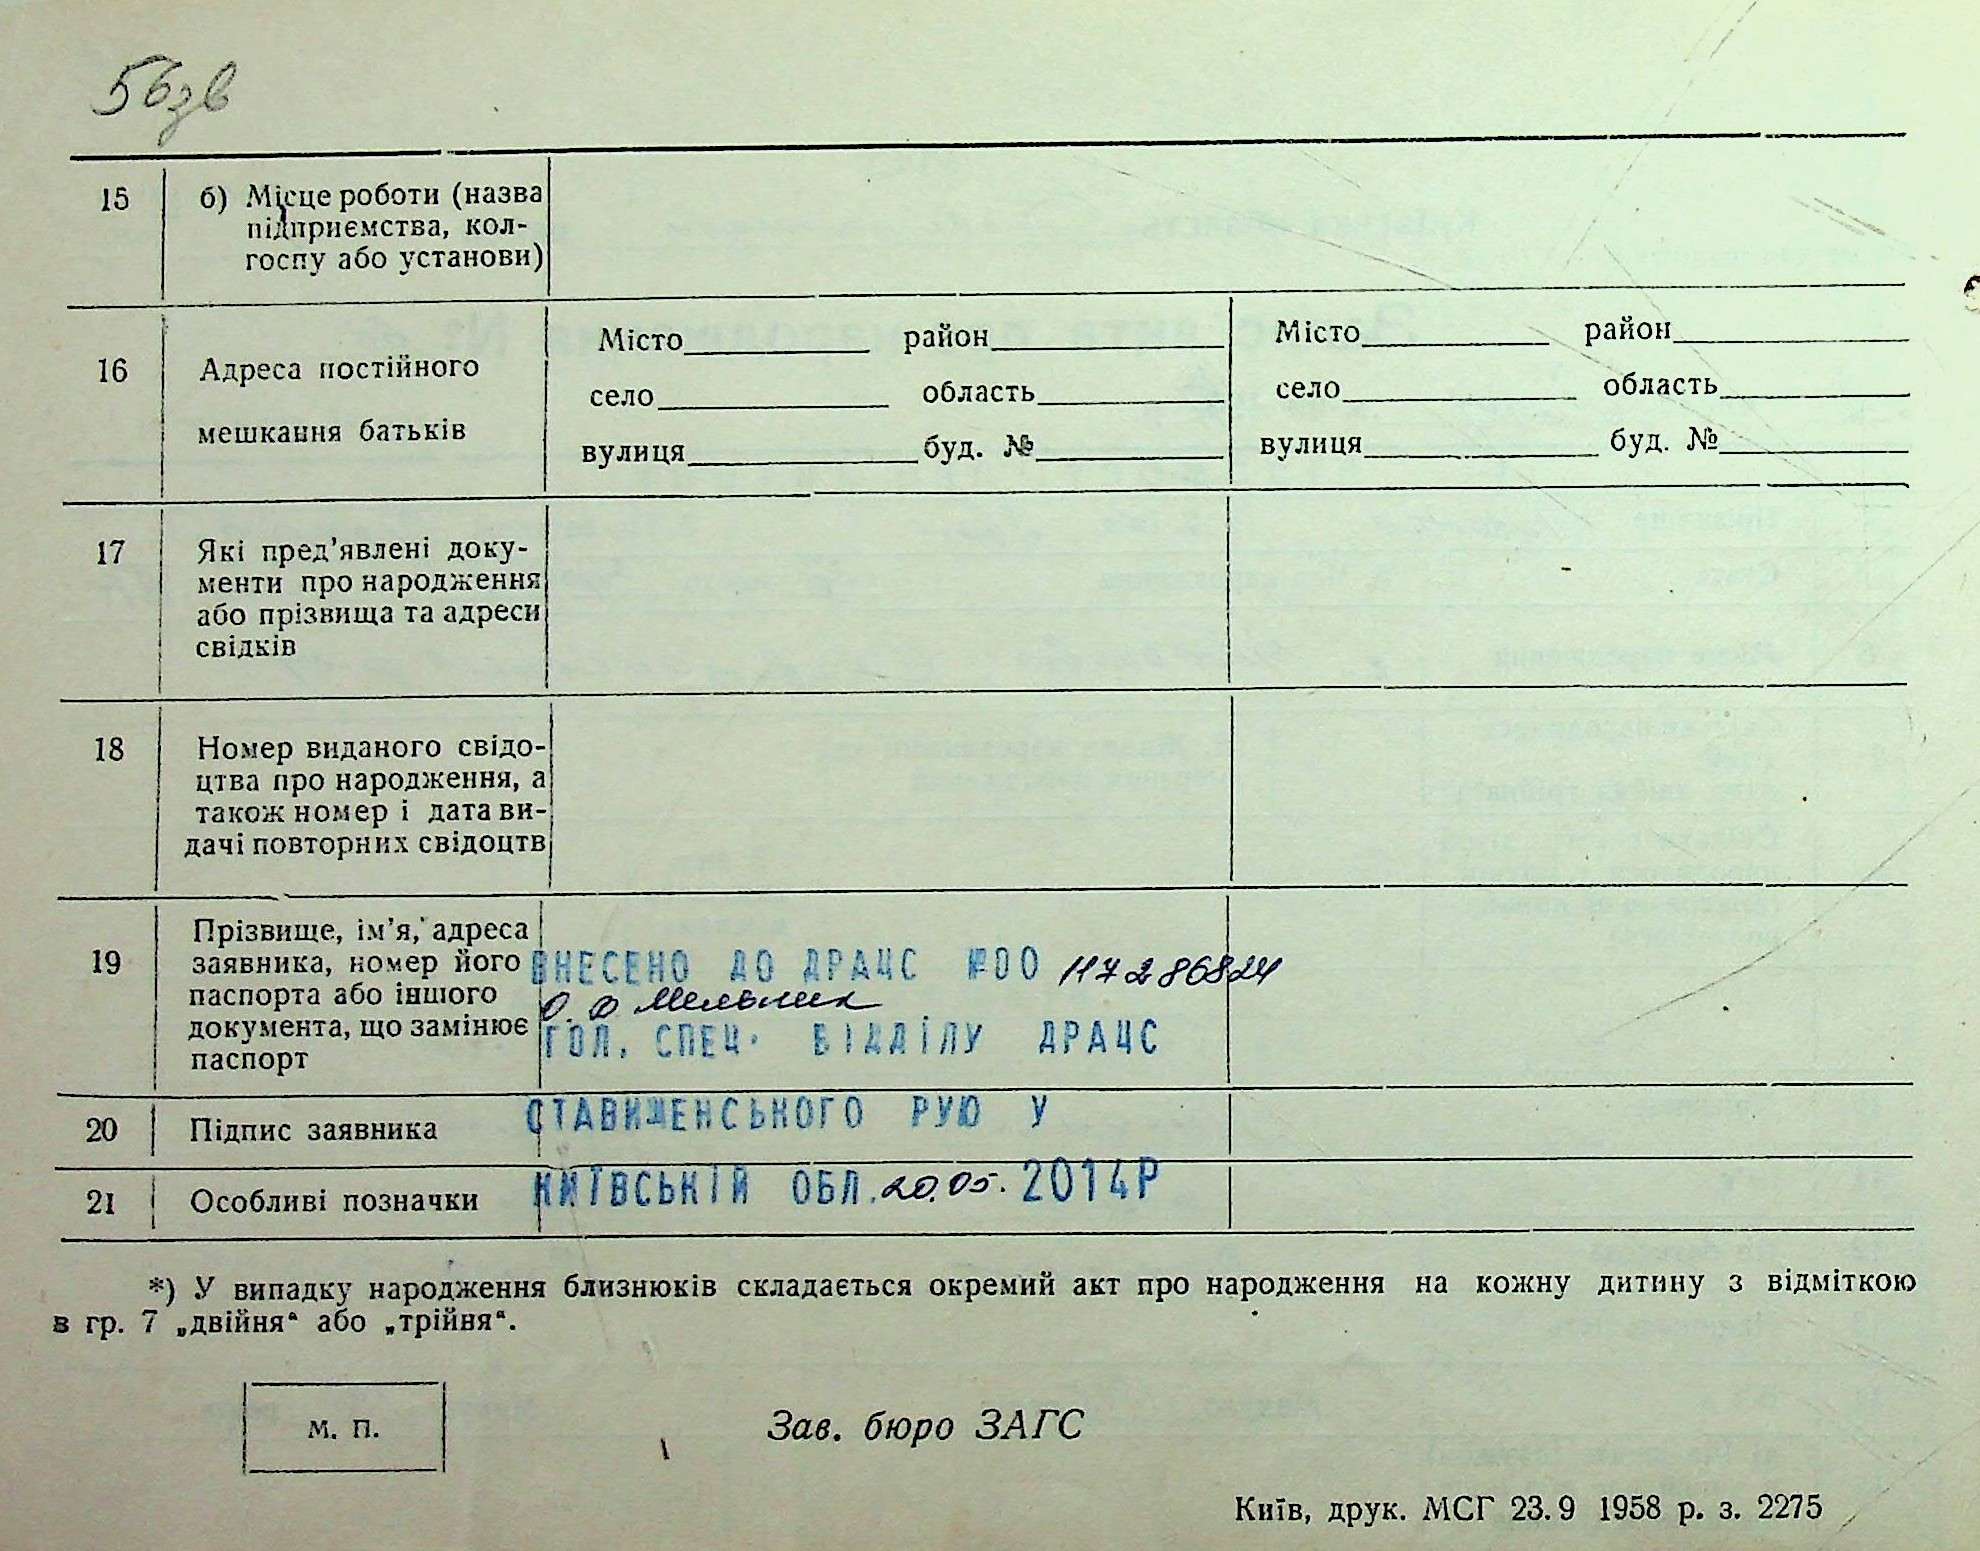 56зв
15 б) Місце роботи (назва
підприємства, кол-
госпу або установи)
16 Адреса постійного
мешкання батьків
Місто район Місто район
село область село область
вулиця буд. № вулиця буд. №
17 Які пред'явлені доку-
менти про народження
або прізвища та адреси
свідків
18 Номер виданого свідо-
цтва про народження, а
також номер і дата ви-
дачі повторних свідоцтв
19 Прізвище, ім'я, адреса
заявника, номер його
паспорта або іншого
документа, що замінює
паспорт
ВНЕСЕНО ДО ДРАЦС №00 117286824
О. Ф Мельник
ГОЛ. СПЕЦ. ВІДДІЛУ ДРАЦС
20 Підпис заявника
СТАВИЩЕНСЬКОГО РУЮ У
21 Особливі позначки
КИЇВСЬКІЙ ОБЛ. 20.05. 2014Р
*) У випадку народження близнюків складається окремий акт про народження на кожну дитину з відміткою
в гр. 7 „двійня“ або „трійня“.
М. П.
Зав. бюро ЗАГС
Київ, друк. МСГ 23.9 1958 р. з. 2275